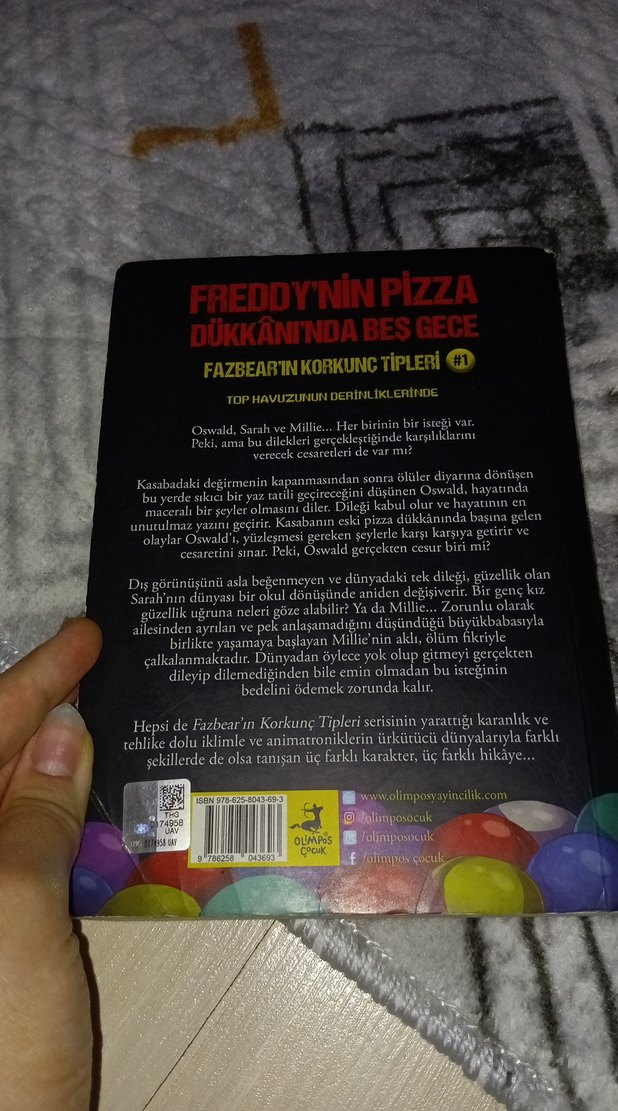 FREDDY'NİN PİZZA
DÜKKÂNI'NDA BEŞ GECE
FAZBEAR'IN KORKUNÇ TİPLERİ #1
TOP HAVUZUNUN DERİNLİKLERİNDE
Oswald, Sarah ve Millie... Her birinin bir isteği var.
Peki, ama bu dilekleri gerçekleştiğinde karşılıklarını
verecek cesaretleri de var mı?
Kasabadaki değirmenin kapanmasından sonra ölüler diyarına dönüşen
bu yerde sıkıcı bir yaz tatili geçireceğini düşünen Oswald, hayatında
maceralı bir şeyler olmasını diler. Dileği kabul olur ve hayatının en
unutulmaz yazını geçirir. Kasabanın eski pizza dükkânında başına gelen
olaylar Oswald'ı, yüzleşmesi gereken şeylerle karşı karşıya getirir ve
cesaretini sınar. Peki, Oswald gerçekten cesur biri mi?
Dış görünüşünü asla beğenmeyen ve dünyadaki tek dileği, güzellik olan
Sarah'nın dünyası bir okul dönüşünde aniden değişiverir. Bir genç kız
güzellik uğruna neleri göze alabilir? Ya da Millie... Zorunlu olarak
ailesinden ayrılan ve pek anlaşamadığını düşündüğü büyükbabasıyla
birlikte yaşamaya başlayan Millie'nin aklı, ölüm fikriyle
çalkalanmaktadır. Dünyadan öylece yok olup gitmeyi gerçekten
dileyip dilemediğinden bile emin olmadan bu isteğinin
bedelini ödemek zorunda kalır.
Hepsi de Fazbear'ın Korkunç Tipleri serisinin yarattığı karanlık ve
tehlike dolu iklimle ve animatroniklerin ürkütücü dünyalarıyla farklı
şekillerde de olsa tanışan üç farklı karakter, üç farklı hikâye...
THG
0174958
UAV
0174958 UAV
ISBN 978-625-8043-69-3
9 786258 043693
OLİMPOS
ÇOCUK
www.olimposyayincilik.com
/olimposocuk
/olimposocuk
/olimpos çocuk